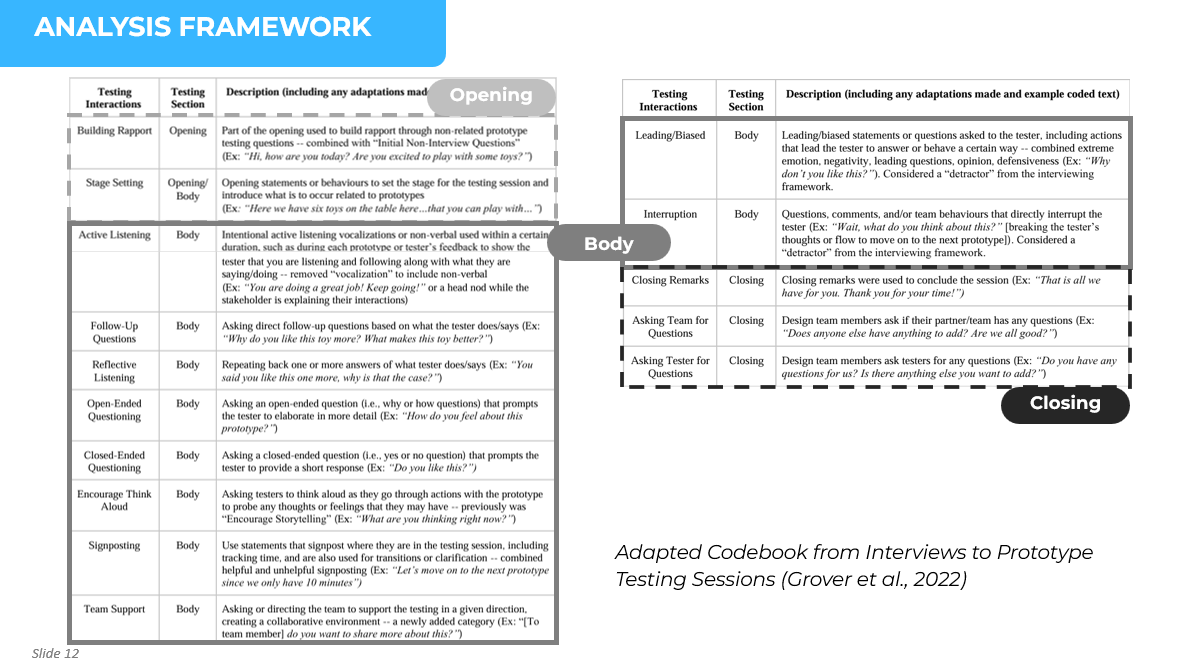 ANALYSIS FRAMEWORK
Testing Interactions
Testing Section
Description (including any adaptations mad
Opening
Building Rapport
Opening
Part of the opening used to build rapport through non-related prototype
testing questions -- combined with “Initial Non-Interview Questions”
(Ex: “Hi, how are you today? Are you excited to play with some toys?”)
Stage Setting
Opening/
Body
Opening statements or behaviours to set the stage for the testing session and
introduce what is to occur related to prototypes
(Ex: “Here we have six toys on the table here…that you can play with…”)
Active Listening
Body
Intentional active listening vocalizations or non-verbal used within a certain
duration, such as during each prototype or tester’s feedback to show the
tester that you are listening and following along with what they are
saying/doing -- removed “vocalization” to include non-verbal
(Ex: “You are doing a great job! Keep going!” or a head nod while the
stakeholder is explaining their interactions)
Follow-Up
Questions
Body
Asking direct follow-up questions based on what the tester does/says (Ex:
“Why do you like this toy more? What makes this toy better?”)
Reflective
Listening
Body
Repeating back one or more answers of what tester does/says (Ex: “You
said you like this one more, why is that the case?”)
Open-Ended
Questioning
Body
Asking an open-ended question (i.e., why or how questions) that prompts
the tester to elaborate in more detail (Ex: “How do you feel about this
prototype?”)
Closed-Ended
Questioning
Body
Asking a closed-ended question (i.e., yes or no question) that prompts the
tester to provide a short response (Ex: “Do you like this?”)
Encourage Think
Aloud
Body
Asking testers to think aloud as they go through actions with the prototype
to probe any thoughts or feelings that they may have -- previously was
“Encourage Storytelling” (Ex: “What are you thinking right now?”)
Signposting
Body
Use statements that signpost where they are in the testing session, including
tracking time, and are also used for transitions or clarification -- combined
helpful and unhelpful signposting (Ex: “Let’s move on to the next prototype
since we only have 10 minutes”)
Team Support
Body
Asking or directing the team to support the testing in a given direction,
creating a collaborative environment -- a newly added category (Ex: “[To
team member] do you want to share more about this?”)
Slide 12
Body
Testing
Interactions
Testing
Section
Description (including any adaptations made and example coded text)
Leading/Biased
Body
Leading/biased statements or questions asked to the tester, including actions
that lead the tester to answer or behave a certain way -- combined extreme
emotion, negativity, leading questions, opinion, defensiveness (Ex: “Why
don’t you like this?”). Considered a “detractor” from the interviewing
framework.
Interruption
Body
Questions, comments, and/or team behaviours that directly interrupt the
tester (Ex: “Wait, what do you think about this?” [breaking the tester’s
thoughts or flow to move on to the next prototype]). Considered a
“detractor” from the interviewing framework.
Closing Remarks
Closing
Closing remarks were used to conclude the session (Ex: “That is all we
have for you. Thank you for your time!”)
Asking Team for
Questions
Closing
Design team members ask if their partner/team has any questions (Ex:
“Does anyone else have anything to add? Are we all good?”)
Asking Tester for
Questions
Closing
Design team members ask testers for any questions (Ex: “Do you have any
questions for us? Is there anything else you want to add?”)
Closing
Adapted Codebook from Interviews to Prototype
Testing Sessions (Grover et al., 2022)